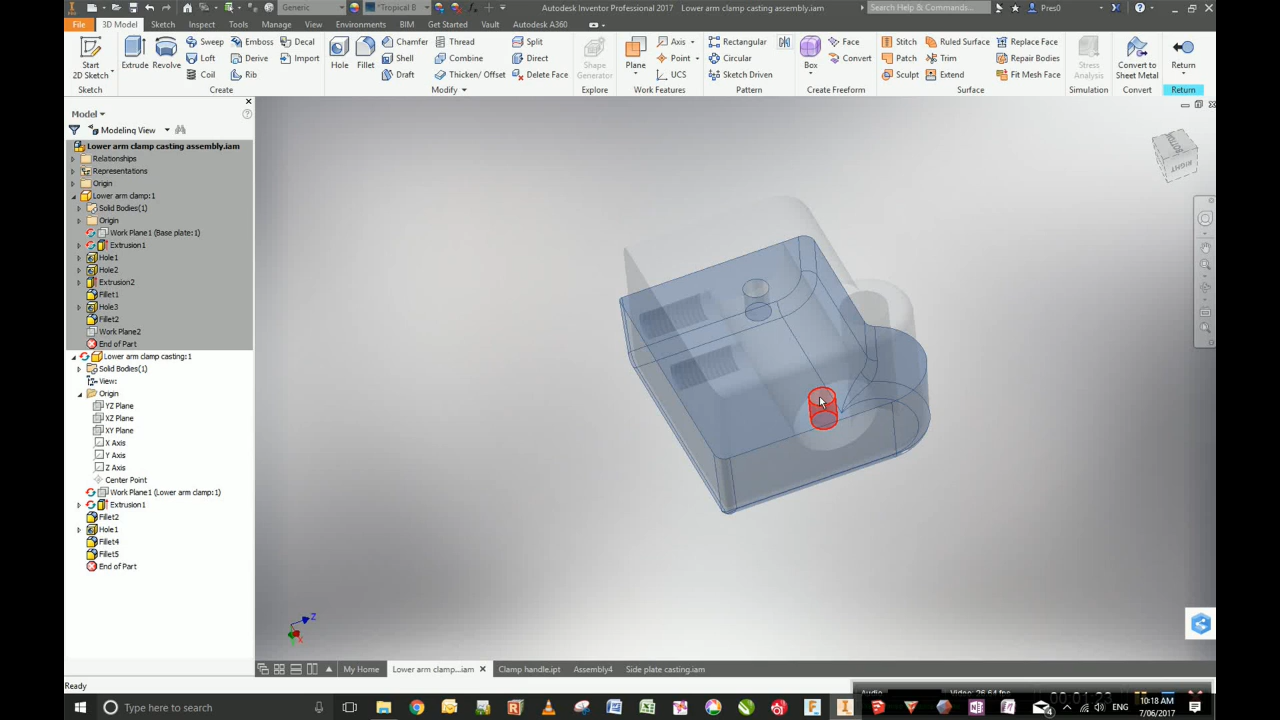 Generic
*Tropical B
Autodesk Inventor Professional 2017 Lower arm clamp casting assembly.iam
Search Help & Commands...
Pres0
File 3D Model Sketch Inspect Tools Manage View Environments BIM Get Started Vault Autodesk A360
Start
2D Sketch
Extrude
Revolve
Sweep Emboss Decal
Loft Derive Import
Coil Rib
Hole
Fillet
Chamfer Thread Split
Shell Combine Direct
Draft Thicken/ Offset Delete Face
Shape
Generator
Plane
Axis
Point
UCS
Rectangular
Circular
Sketch Driven
Box
Face
Convert
Stitch Ruled Surface Replace Face
Patch Trim Repair Bodies
Sculpt Extend Fit Mesh Face
Stress
Analysis
Convert to
Sheet Metal
Return
Sketch Create Modify Explore Work Features Pattern Create Freeform Surface Simulation Convert Return
Model
Modeling View
Lower arm clamp casting assembly.iam
Relationships
Representations
Origin
Lower arm clamp:1
Solid Bodies(1)
Origin
Work Plane1 (Base plate:1)
Extrusion1
Hole1
Hole2
Extrusion2
Fillet1
Hole3
Fillet2
Work Plane2
End of Part
Lower arm clamp casting:1
Solid Bodies(1)
View:
Origin
YZ Plane
XZ Plane
XY Plane
X Axis
Y Axis
Z Axis
Center Point
Work Plane1 (Lower arm clamp:1)
Extrusion1
Fillet2
Hole1
Fillet4
Fillet5
End of Part
BOTTOM
RIGHT
Z
X
My Home Lower arm clamp...iam Clamp handle.ipt Assembly4 Side plate casting.iam
Ready
Type here to search
ENG
10:18 AM
7/06/2017